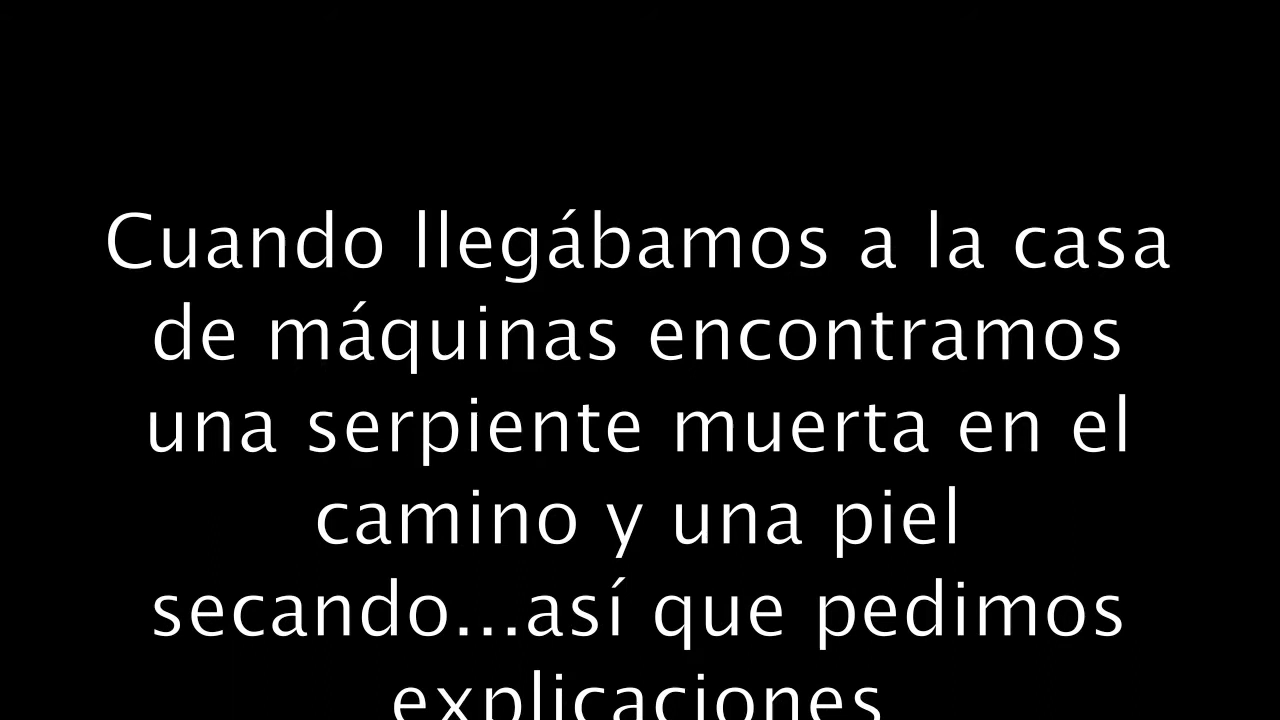 Cuando llegábamos a la casa
de máquinas encontramos
una serpiente muerta en el
camino y una piel
secando...así que pedimos
explicaciones